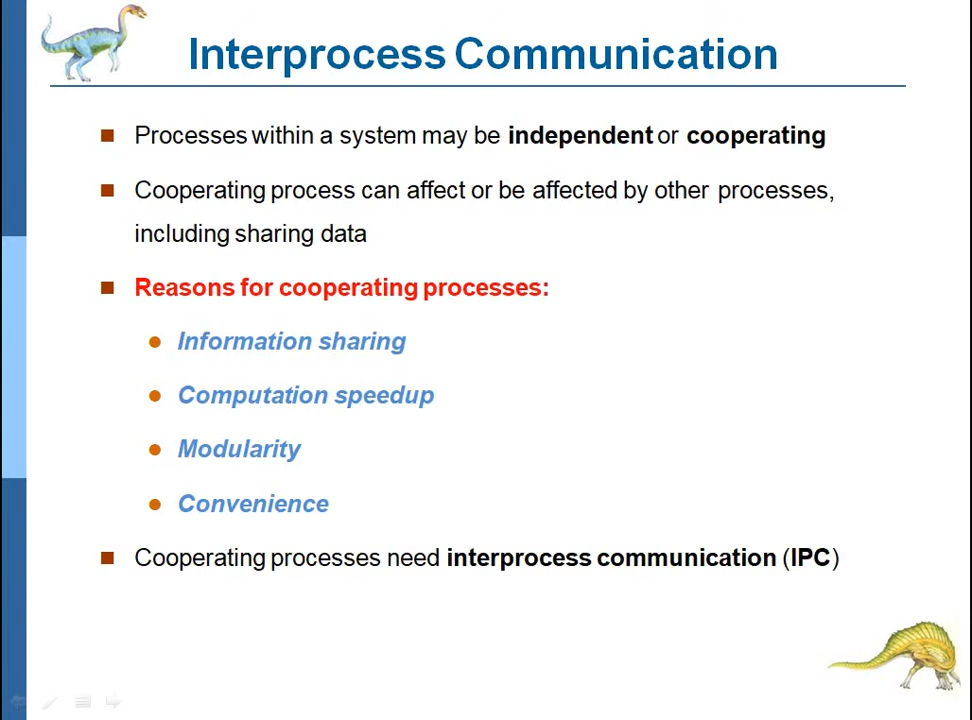 Interprocess Communication
Processes within a system may be independent or cooperating
Cooperating process can affect or be affected by other processes,
including sharing data
Reasons for cooperating processes:
Information sharing
Computation speedup
Modularity
Convenience
Cooperating processes need interprocess communication (IPC)